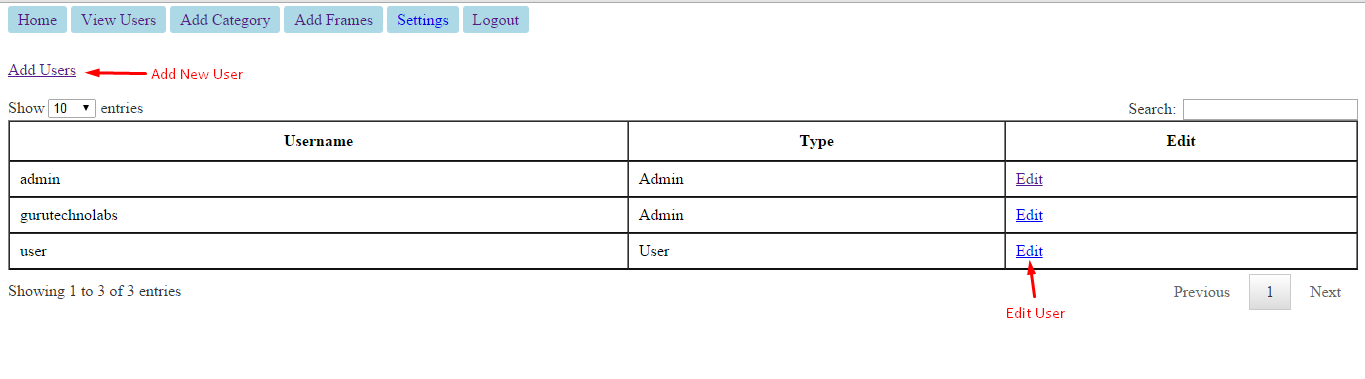 Home View Users Add Category Add Frames Settings Logout
Add Users Add New User
Show 10 entries Search:
Username Type Edit
admin Admin Edit
gurutechnolabs Admin Edit
user User Edit
Showing 1 to 3 of 3 entries Previous 1 Next
Edit User